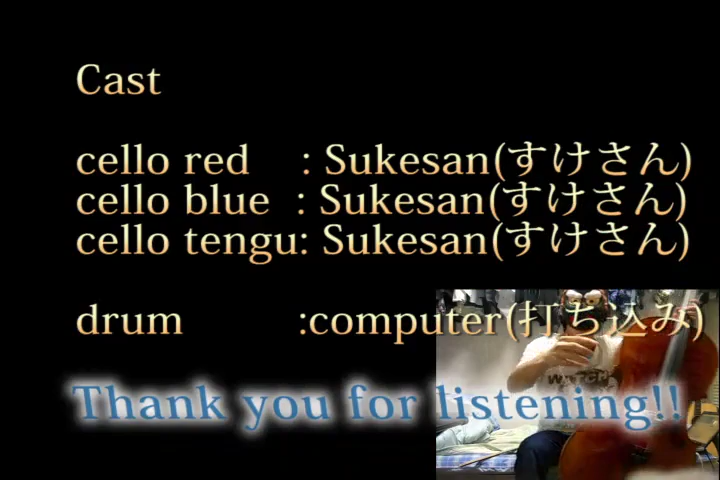 Cast
cello red : Sukesan(すけさん)
cello blue : Sukesan(すけさん)
cello tengu: Sukesan(すけさん)
drum :computer(打ち込み)
Thank you for listening!!